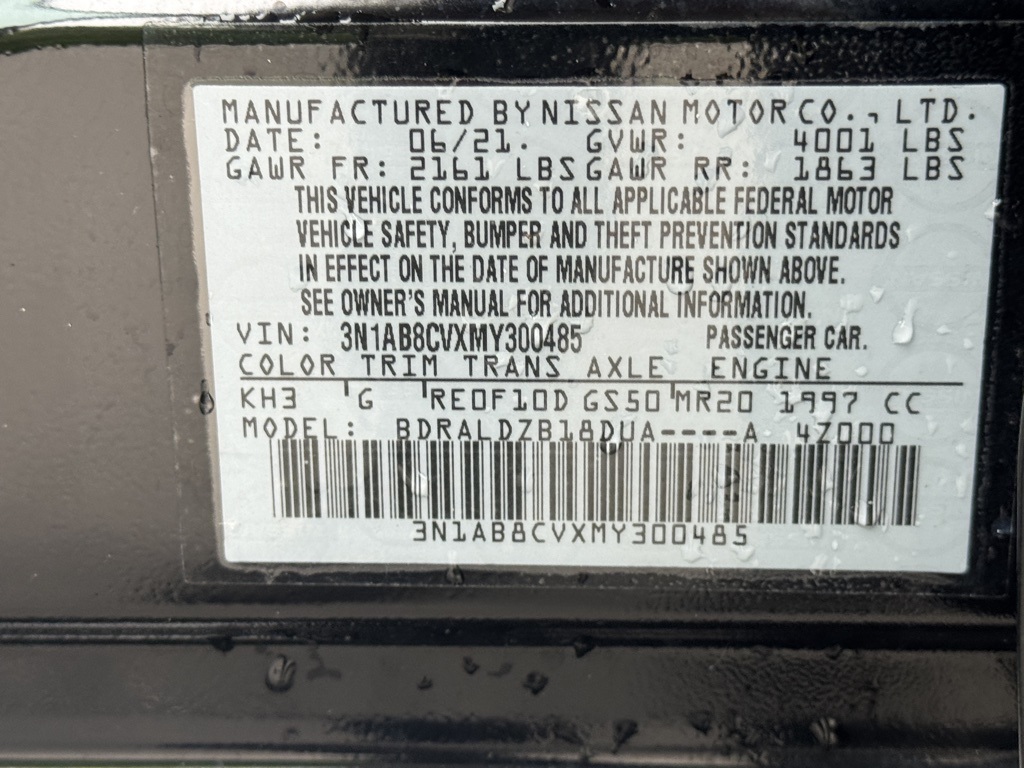 MANUFACTURED BY NISSAN MOTOR CO., LTD.
DATE: 06/21. GVWR: 4001 LBS
GAWR FR: 2161 LBS GAWR RR: 1863 LBS
THIS VEHICLE CONFORMS TO ALL APPLICABLE FEDERAL MOTOR
VEHICLE SAFETY, BUMPER AND THEFT PREVENTION STANDARDS
IN EFFECT ON THE DATE OF MANUFACTURE SHOWN ABOVE.
SEE OWNER'S MANUAL FOR ADDITIONAL INFORMATION.
VIN: 3N1AB8CVXMY300485 PASSENGER CAR.
COLOR TRIM TRANS AXLE ENGINE
KH3 G RE0F10D GS50 MR20 1997 CC
MODEL: BDRALDZB18DUA----A 4Z000
3N1AB8CVXMY300485